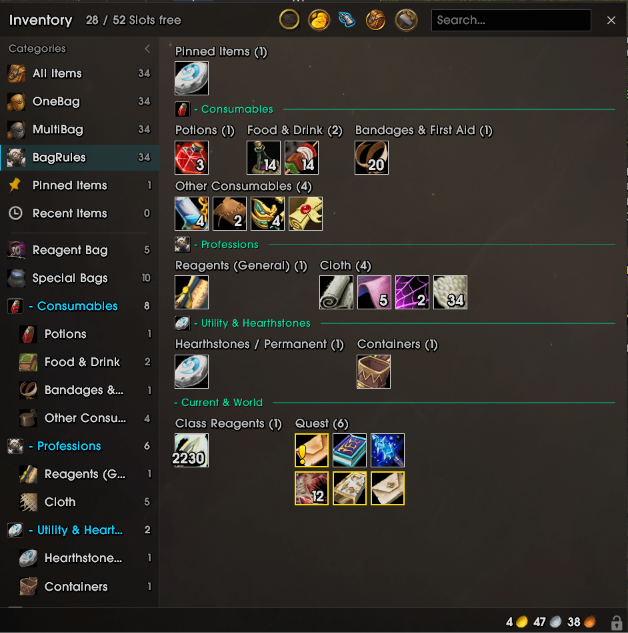 Inventory 28 / 52 Slots free
Search...
Categories
All Items 34
OneBag 34
MultiBag 34
BagRules 34
Pinned Items 1
Recent Items 0
Reagent Bag 5
Special Bags 10
- Consumables 8
Potions 1
Food & Drink 2
Bandages &... 1
Other Consu... 4
- Professions 6
Reagents (G... 1
Cloth 5
- Utility & Heart... 2
Hearthstone... 1
Containers 1
Pinned Items (1)
- Consumables
Potions (1) Food & Drink (2) Bandages & First Aid (1)
3 14 14 20
Other Consumables (4)
4 2 4
- Professions
Reagents (General) (1) Cloth (4)
5 2 34
- Utility & Hearthstones
Hearthstones / Permanent (1) Containers (1)
- Current & World
Class Reagents (1) Quest (6)
2230
12
4 47 38